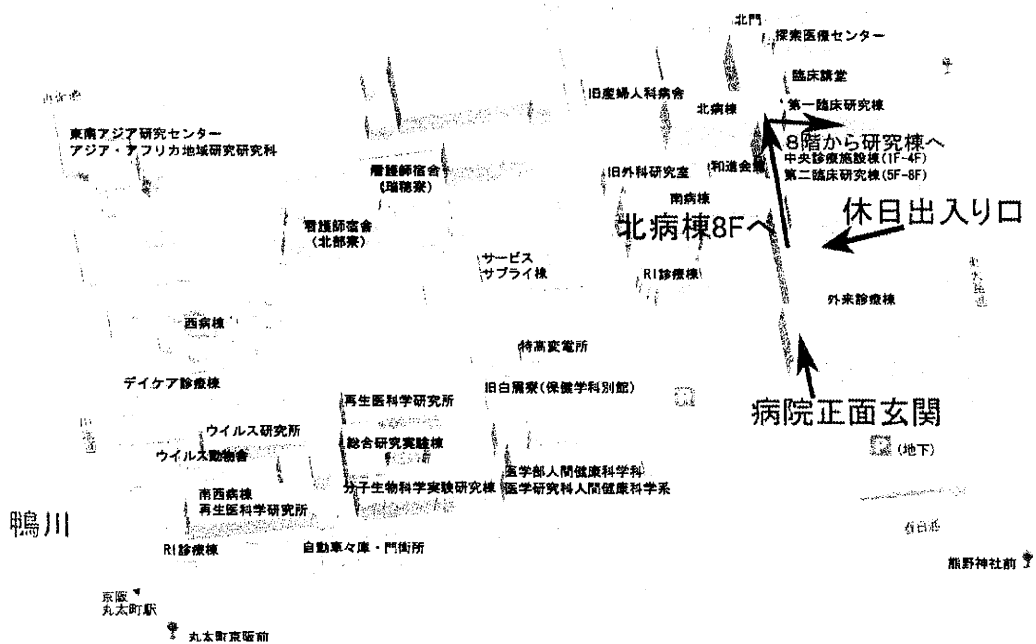 北門
探索医療センター
臨床講堂
旧産婦人科病舎
北病棟
第一臨床研究棟
東南アジア研究センター
アジア・アフリカ地域研究研究科
8階から研究棟へ
中央診療施設棟(1F-4F)
第二臨床研究棟(5F-8F)
看護師宿舎
(瑞穂寮)
旧外科研究室
和道会館
南病棟
休日出入り口
看護師宿舎
(北部寮)
北病棟8Fへ
サービス
サプライ棟
RI診療棟
外来診療棟
西病棟
特高変電所
デイケア診療棟
再生医科学研究所
旧白鷹寮(保健学科別館)
病院正面玄関
ウイルス研究所
総合研究実験棟
P (地下)
ウイルス動物舎
医学部人間健康科学科
医学研究科人間健康科学系
南西病棟
再生医科学研究所
分子生物科学実験研究棟
鴨川
春日通
RI診療棟
自動車々庫・門衛所
熊野神社前
京阪
丸太町駅
丸太町京阪前